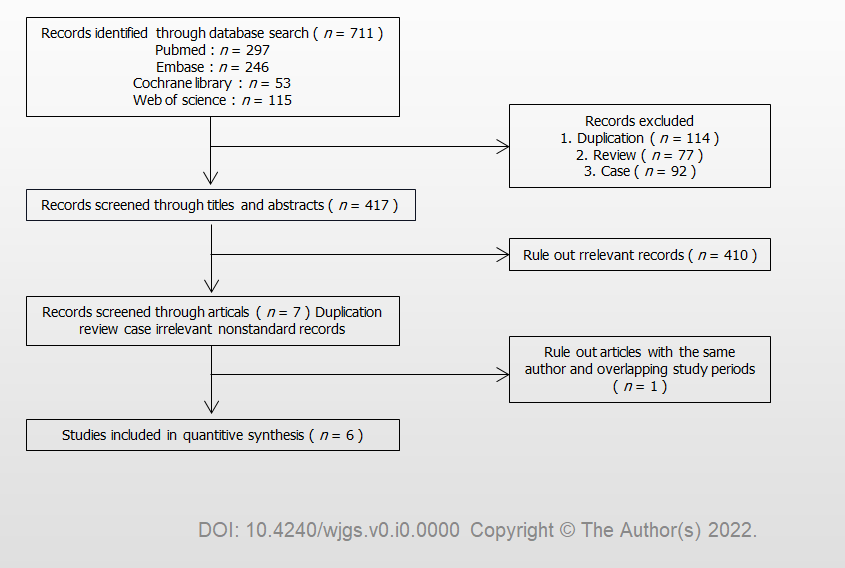 Records identified through database search ( n = 711 )
Pubmed : n = 297
Embase : n = 246
Cochrane library : n = 53
Web of science : n = 115
Records excluded
1. Duplication ( n = 114 )
2. Review ( n = 77 )
3. Case ( n = 92 )
Records screened through titles and abstracts ( n = 417 )
Rule out rrelevant records ( n = 410 )
Records screened through articals ( n = 7 ) Duplication
review case irrelevant nonstandard records
Rule out articles with the same
author and overlapping study periods
( n = 1 )
Studies included in quantitive synthesis ( n = 6 )
DOI: 10.4240/wjgs.v0.i0.0000 Copyright © The Author(s) 2022.